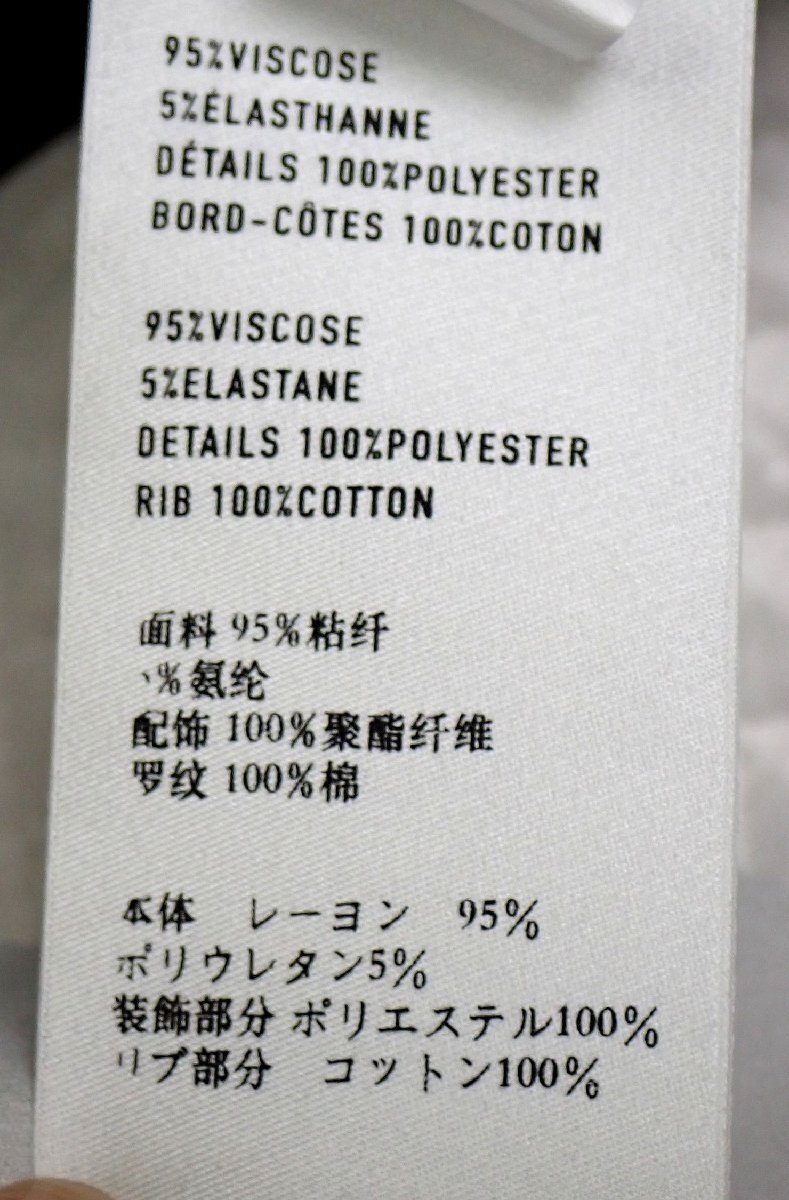 95%VISCOSE
5%ÉLASTHANNE
DÉTAILS 100%POLYESTER
BORD-CÔTES 100%COTON
95%VISCOSE
5%ELASTANE
DETAILS 100%POLYESTER
RIB 100%COTTON
面料 95%粘纤
%氨纶
配饰 100%聚酯纤维
罗纹 100%棉
本体 レーヨン 95%
ポリウレタン5%
装飾部分 ポリエステル100%
リブ部分 コットン100%